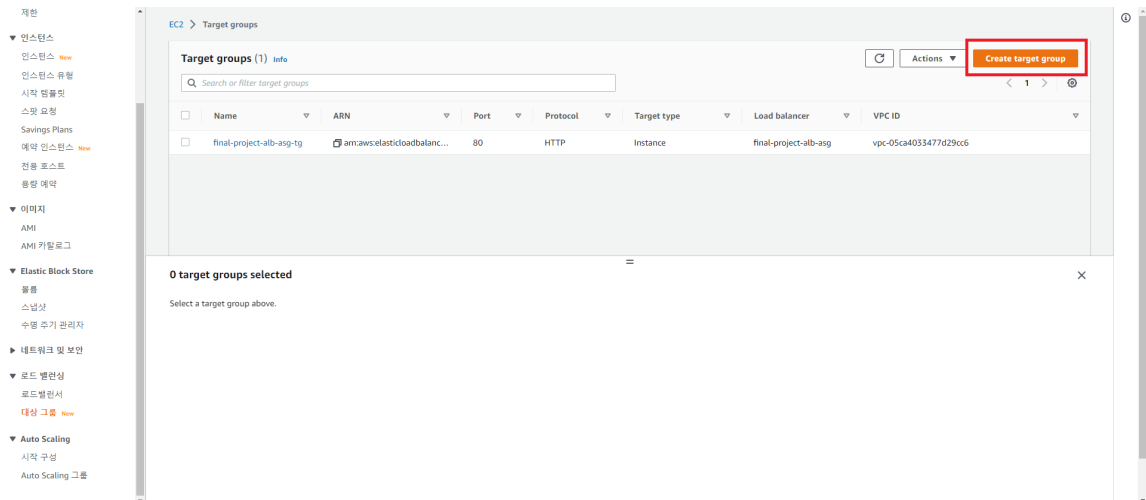 제한
▼ 인스턴스
인스턴스 New
인스턴스 유형
시작 템플릿
스팟 요청
Savings Plans
예약 인스턴스 New
전용 호스트
용량 예약
▼ 이미지
AMI
AMI 카탈로그
▼ Elastic Block Store
볼륨
스냅샷
수명 주기 관리자
▶ 네트워크 및 보안
▼ 로드 밸런싱
로드밸런서
대상 그룹 New
▼ Auto Scaling
시작 구성
Auto Scaling 그룹
EC2 > Target groups
Target groups (1) Info
Actions ▼ Create target group
Search or filter target groups
< 1 >
Name ARN Port Protocol Target type Load balancer VPC ID
final-project-alb-asg-tg arn:aws:elasticloadbalanc... 80 HTTP Instance final-project-alb-asg vpc-05ca4033477d29cc6
0 target groups selected
Select a target group above.